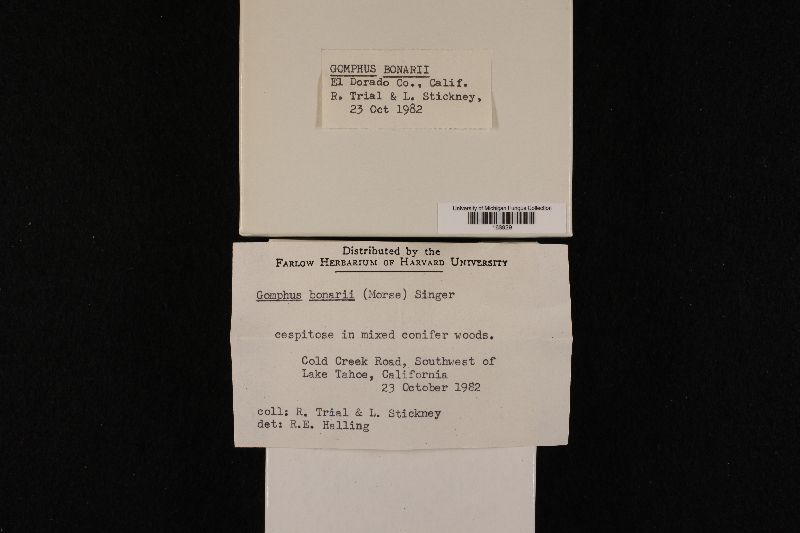 GOMPHUS BONARII
El Dorado Co., Calif.
R. Trial & L. Stickney,
23 Oct 1982
University of Michigan Fungus Collection
Distributed by the
FARLOW HERBARIUM OF HARVARD UNIVERSITY
Gomphus bonarii (Morse) Singer
cespitose in mixed conifer woods.
Cold Creek Road, Southwest of
Lake Tahoe, California
23 October 1982
coll: R. Trial & L. Stickney
det: R.E. Halling